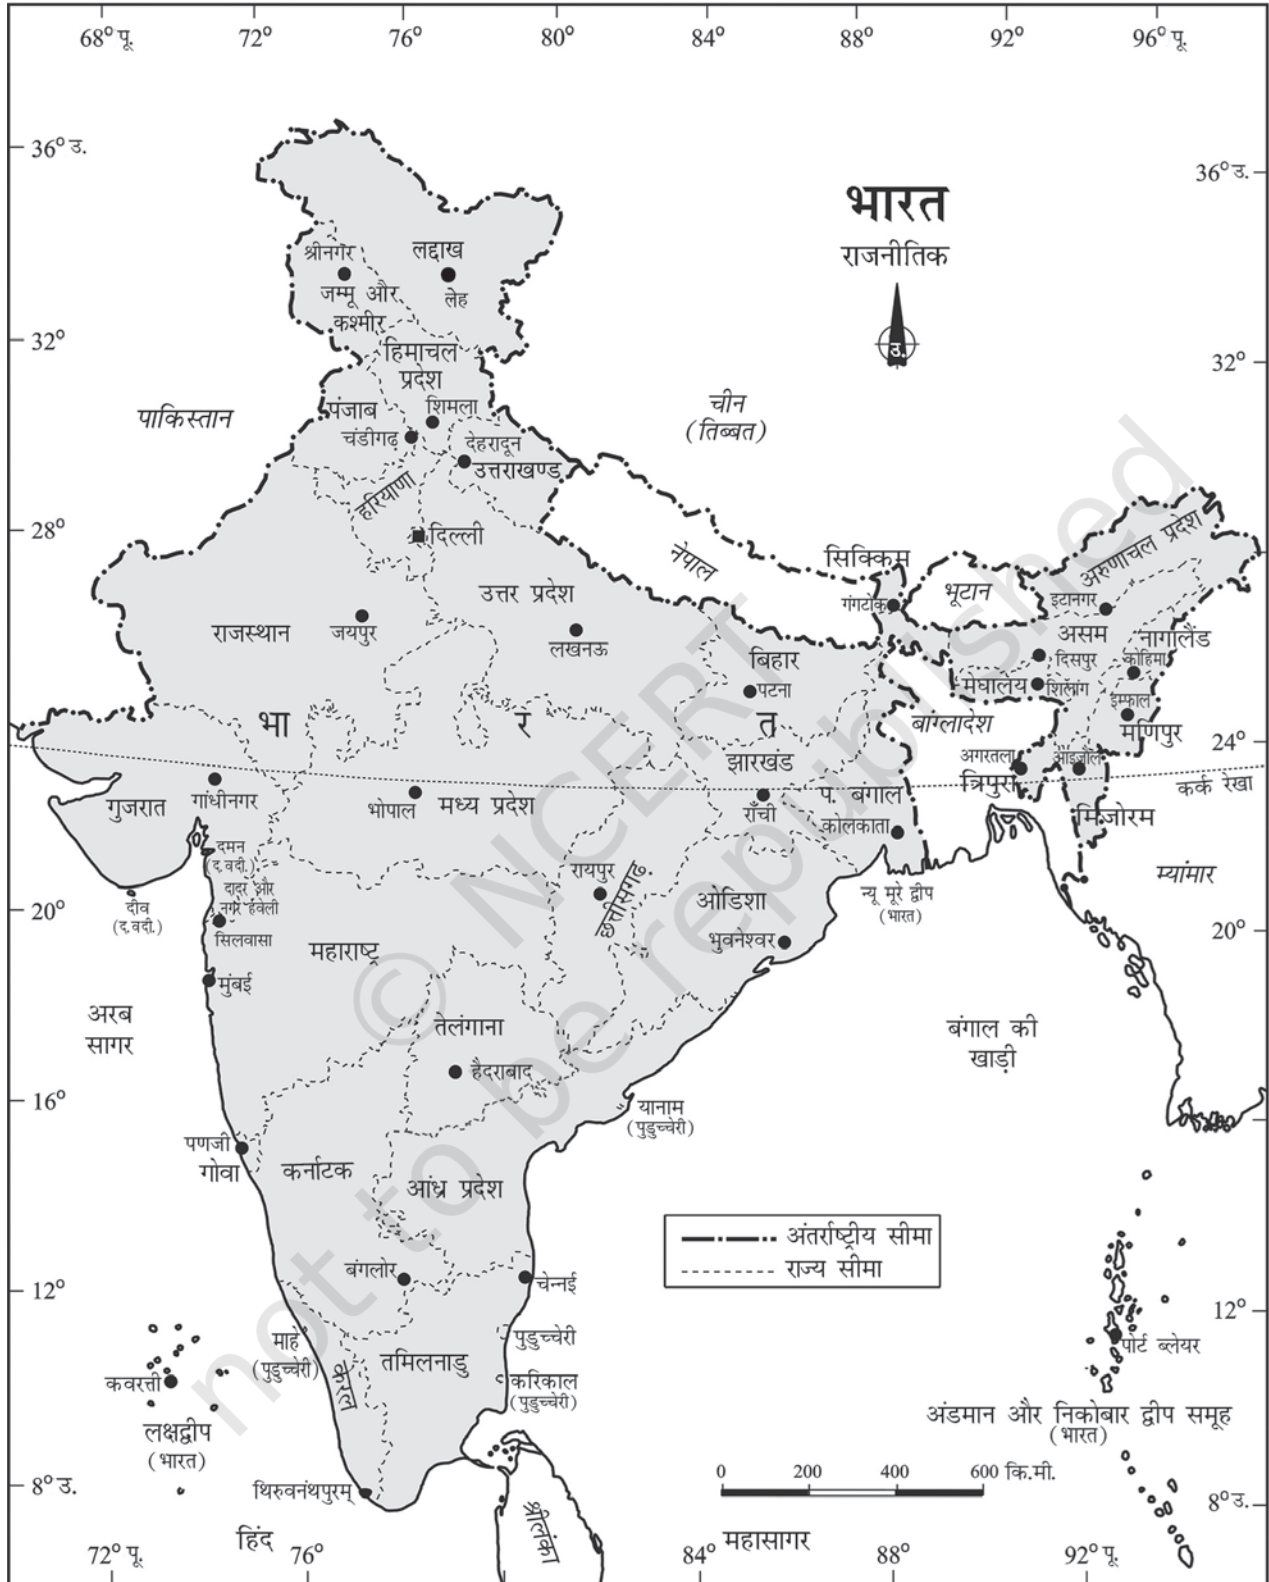 68° पू.
72°
76°
80°
84°
88°
92°
96° पू.
36° उ.
36° उ.
भारत
राजनीतिक
उ.
श्रीनगर
लद्दाख
जम्मू और
कश्मीर
लेह
32°
32°
हिमाचल
प्रदेश
पाकिस्तान
पंजाब
शिमला
चंडीगढ़
चीन
(तिब्बत)
देहरादून
उत्तराखण्ड
हरियाणा
28°
दिल्ली
नेपाल
सिक्किम
अरुणाचल प्रदेश
उत्तर प्रदेश
गंगटोक
भूटान
इटानगर
राजस्थान
जयपुर
लखनऊ
बिहार
पटना
असम
दिसपुर
नागालैंड
कोहिमा
मेघालय
शिलांग
इम्फाल
मणिपुर
भा र त
बांग्लादेश
24°
झारखंड
अगरतला
त्रिपुरा
आइजोल
कर्क रेखा
गुजरात
गांधीनगर
भोपाल
मध्य प्रदेश
राँची
प. बंगाल
कोलकाता
मिजोरम
दमन
(द.वदी.)
दादर और
नगर हवेली
सिलवासा
रायपुर
छत्तीसगढ़
ओडिशा
भुवनेश्वर
न्यू मूरे द्वीप
(भारत)
म्यांमार
20°
20°
दीव
(द.वदी.)
महाराष्ट्र
मुंबई
अरब
सागर
तेलंगाना
हैदराबाद
बंगाल की
खाड़ी
16°
यानाम
(पुडुच्चेरी)
पणजी
गोवा
कर्नाटक
आंध्र प्रदेश
अंतर्राष्ट्रीय सीमा
राज्य सीमा
बंगलोर
चेन्नई
12°
12°
माहे
(पुडुच्चेरी)
पुडुच्चेरी
पोर्ट ब्लेयर
कवरत्ती
केरल
तमिलनाडु
करिकाल
(पुडुच्चेरी)
लक्षद्वीप
(भारत)
अंडमान और निकोबार द्वीप समूह
(भारत)
0 200 400 600 कि.मी.
8° उ.
8° उ.
थिरुवनंथपुरम्
श्रीलंका
हिंद
महासागर
72° पू.
76°
84°
88°
92° पू.
© NCERT
not to be republished